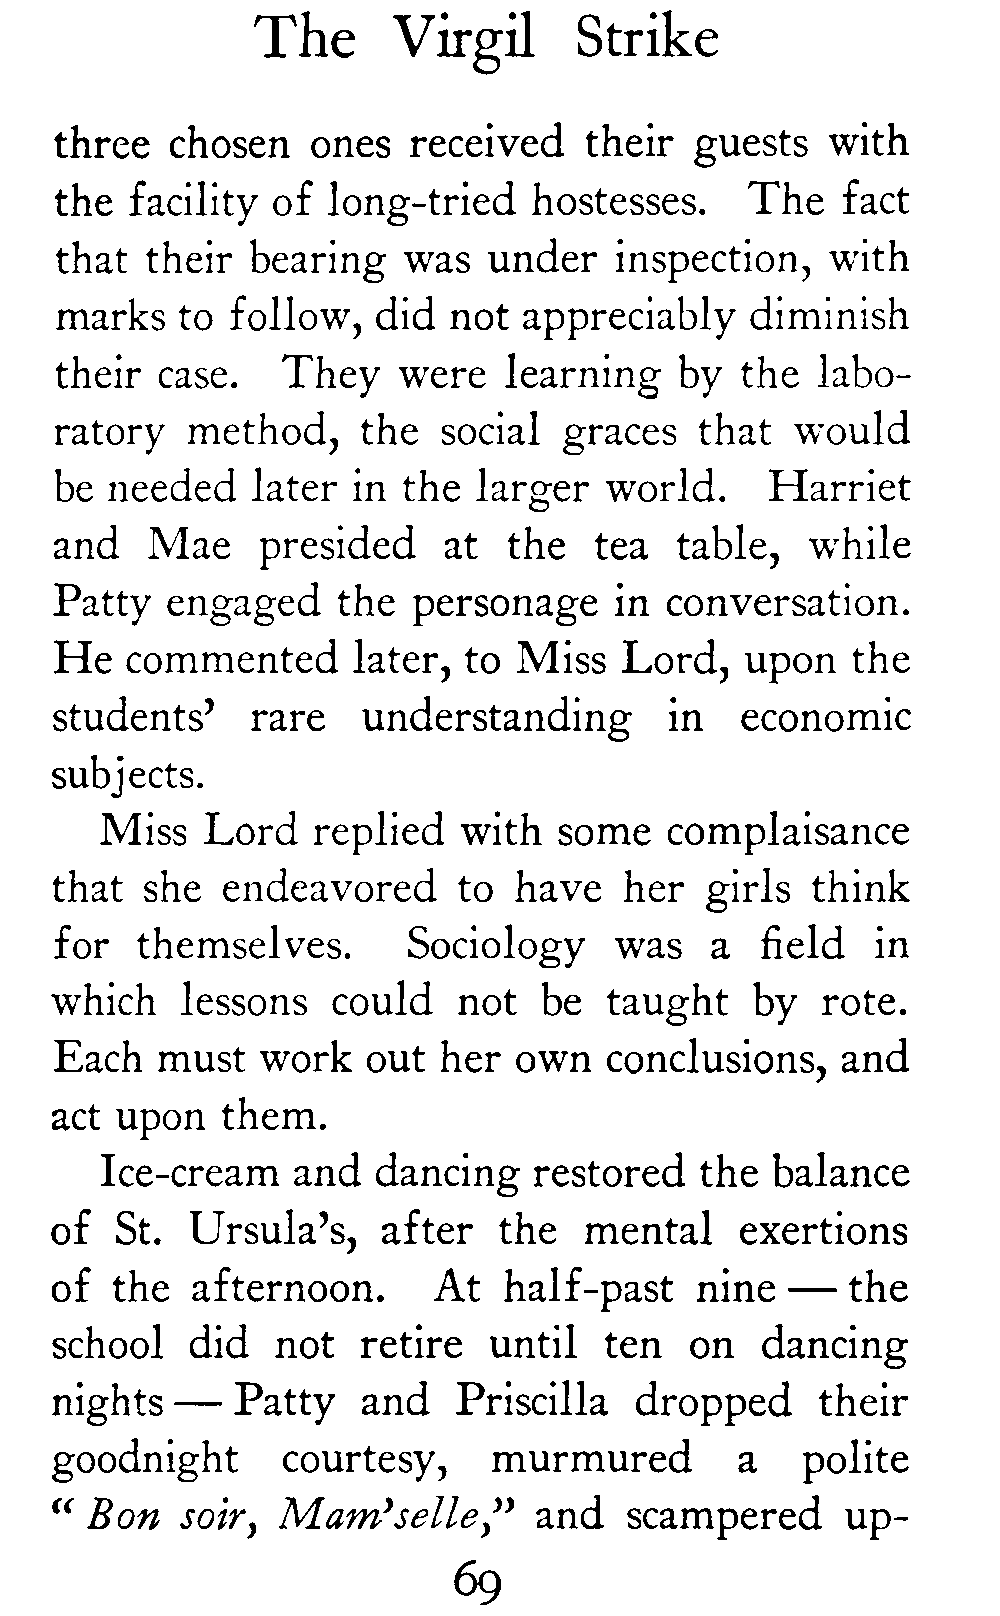 The Virgil Strike
three chosen ones received their guests with
the facility of long-tried hostesses. The fact
that their bearing was under inspection, with
marks to follow, did not appreciably diminish
their case. They were learning by the labo-
ratory method, the social graces that would
be needed later in the larger world. Harriet
and Mae presided at the tea table, while
Patty engaged the personage in conversation.
He commented later, to Miss Lord, upon the
students’ rare understanding in economic
subjects.
Miss Lord replied with some complaisance
that she endeavored to have her girls think
for themselves. Sociology was a field in
which lessons could not be taught by rote.
Each must work out her own conclusions, and
act upon them.
Ice-cream and dancing restored the balance
of St. Ursula’s, after the mental exertions
of the afternoon. At half-past nine — the
school did not retire until ten on dancing
nights — Patty and Priscilla dropped their
goodnight courtesy, murmured a polite
“ Bon soir, Mam’selle,” and scampered up-
69